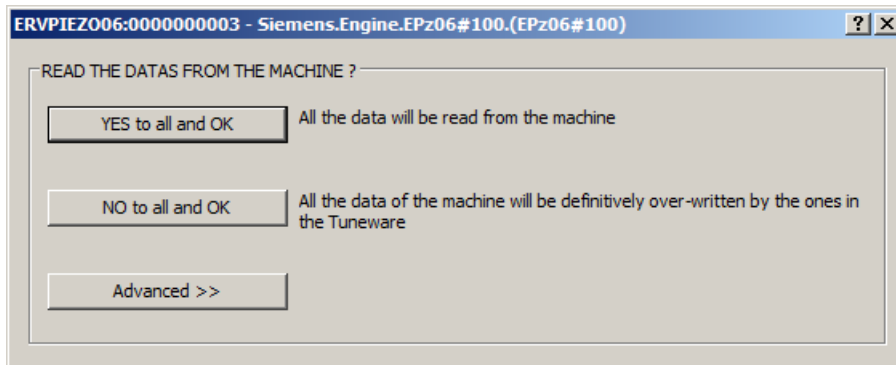 ERVPIEZO06:0000000003 - Siemens.Engine.EPz06#100.(EPz06#100)
READ THE DATAS FROM THE MACHINE ?
YES to all and OK
All the data will be read from the machine
NO to all and OK
All the data of the machine will be definitively over-written by the ones in
the Tuneware
Advanced >>